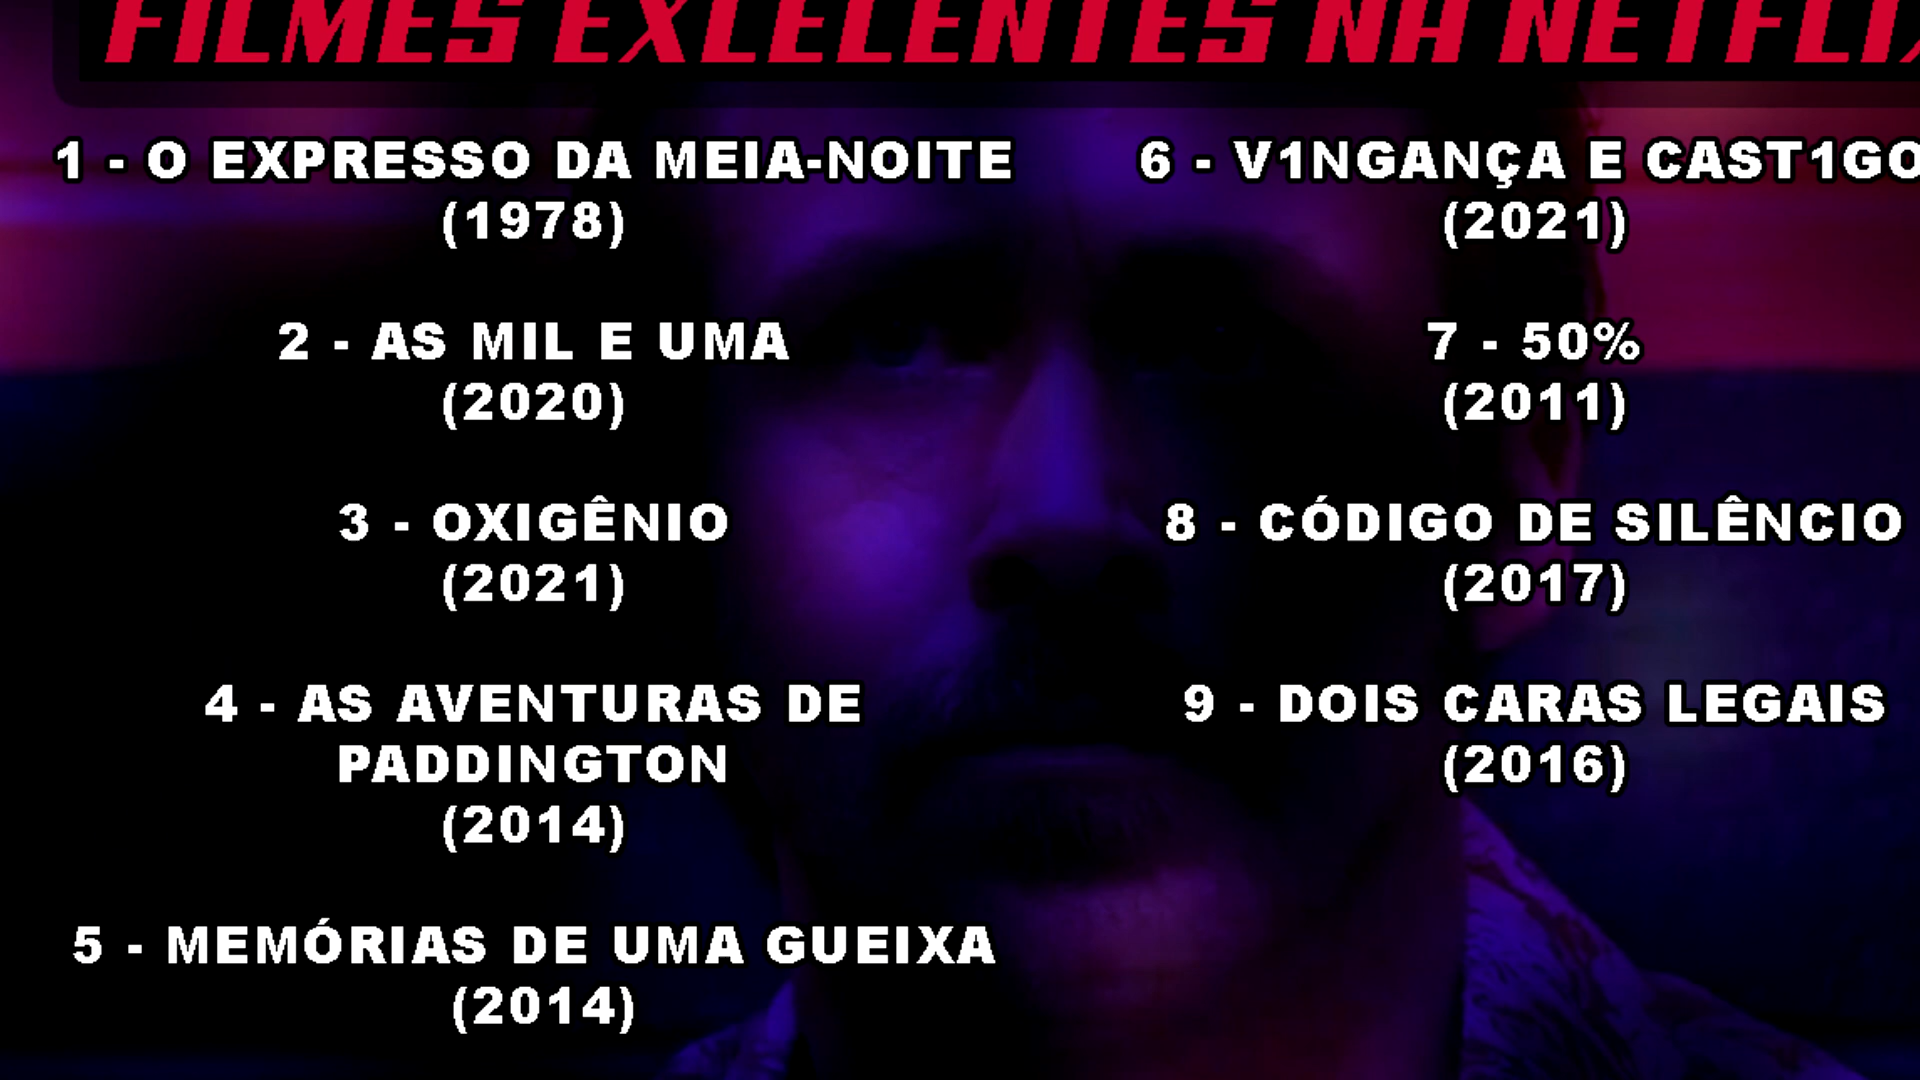 FILMES EXLELENTES NA NETFLIX
1 - O EXPRESSO DA MEIA-NOITE
(1978)
2 - AS MIL E UMA
(2020)
3 - OXIGÊNIO
(2021)
4 - AS AVENTURAS DE
PADDINGTON
(2014)
5 - MEMÓRIAS DE UMA GUEIXA
(2014)
6 - V1NGANÇA E CAST1GO
(2021)
7 - 50%
(2011)
8 - CÓDIGO DE SILÊNCIO
(2017)
9 - DOIS CARAS LEGAIS
(2016)